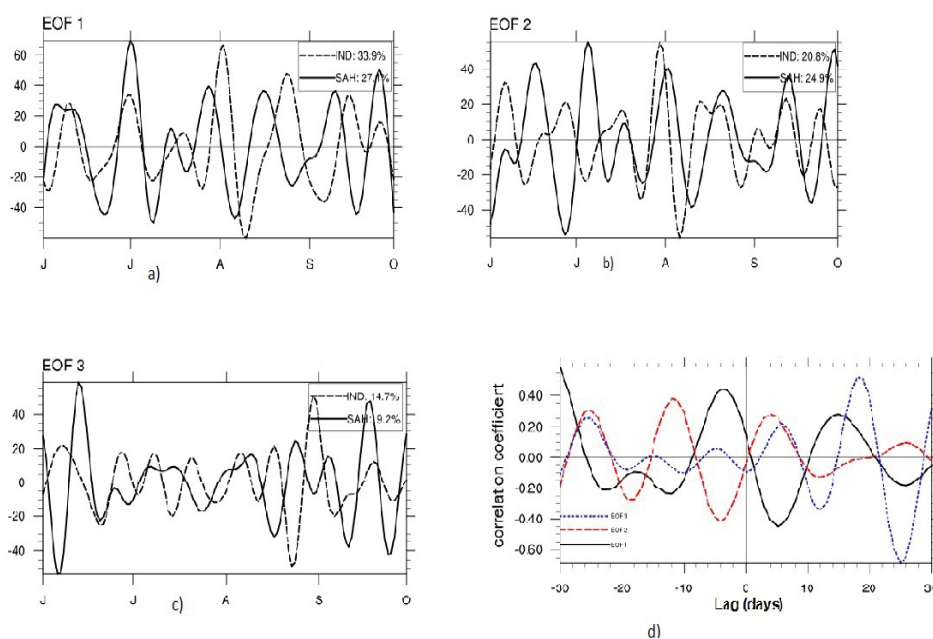 EOF 1
60
40
20
0
-20
-40
IND: 33.9%
J
J
A
S
O
a)
EOF 2
40
20
0
-20
-40
IND: 20.8%
SAH: 24.9%
J
J
A
S
O
b)
EOF 3
40
20
0
-20
-40
IND: 14.7%
SAH: 9.2%
J
J
A
S
O
c)
correlation coefficient
0.40
0.20
0.00
-0.20
-0.40
-0.60
EOF3
EOF2
EOF1
-30
-20
-10
0
10
20
30
Lag (days)
d)